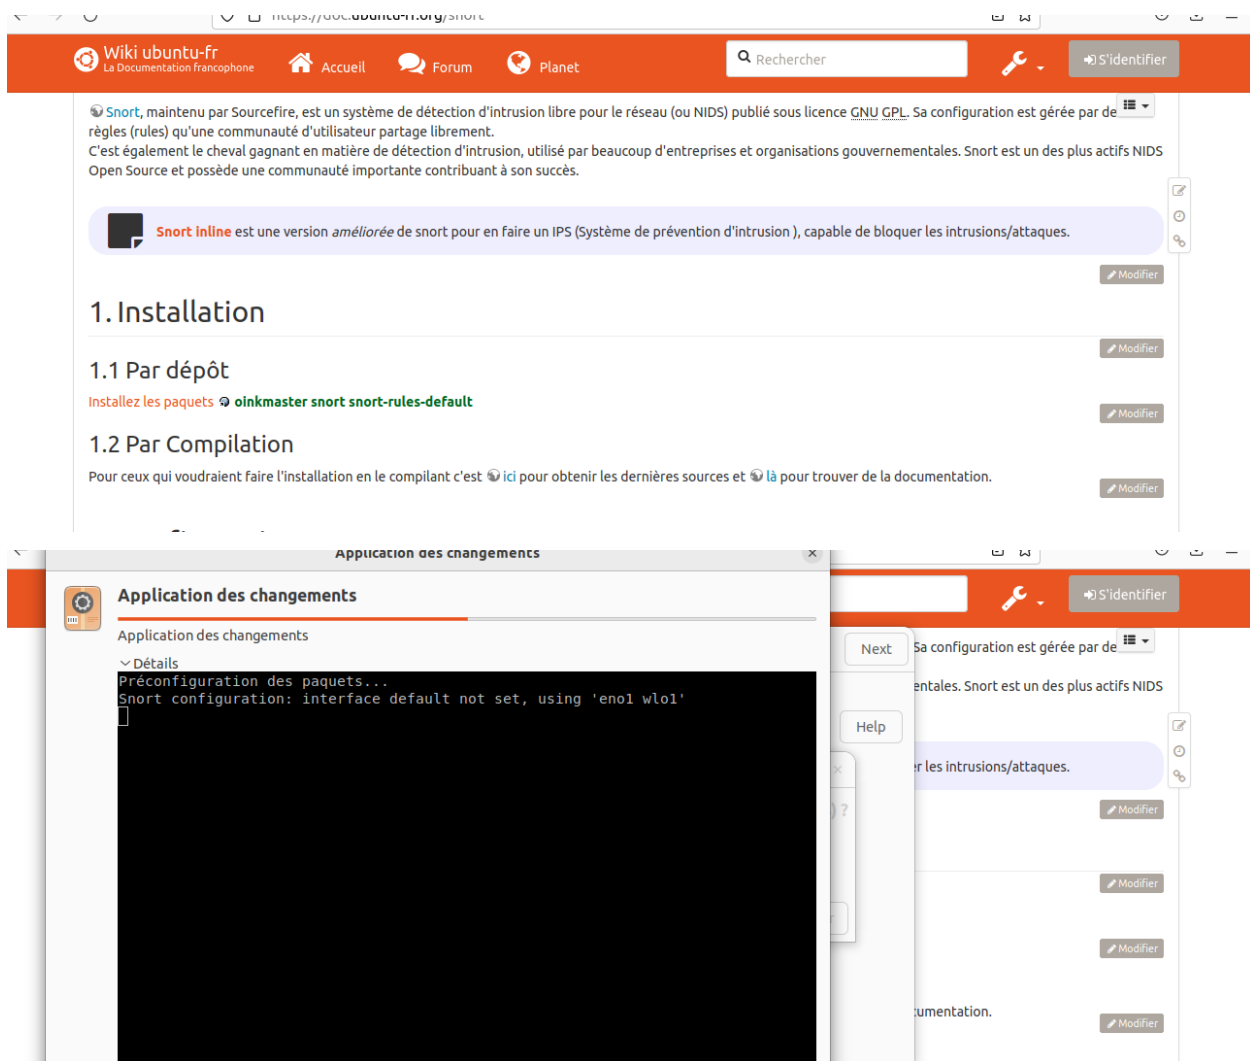 https://doc.ubuntu-fr.org/snort
Wiki ubuntu-fr
La Documentation francophone
Accueil
Forum
Planet
Rechercher
S'identifier
Snort, maintenu par Sourcefire, est un système de détection d'intrusion libre pour le réseau (ou NIDS) publié sous licence GNU GPL. Sa configuration est gérée par de
règles (rules) qu'une communauté d'utilisateur partage librement.
C'est également le cheval gagnant en matière de détection d'intrusion, utilisé par beaucoup d'entreprises et organisations gouvernementales. Snort est un des plus actifs NIDS
Open Source et possède une communauté importante contribuant à son succès.
Snort inline est une version améliorée de snort pour en faire un IPS (Système de prévention d'intrusion ), capable de bloquer les intrusions/attaques.
Modifier
1. Installation
Modifier
1.1 Par dépôt
Installez les paquets oinkmaster snort snort-rules-default
Modifier
1.2 Par Compilation
Pour ceux qui voudraient faire l'installation en le compilant c'est ici pour obtenir les dernières sources et là pour trouver de la documentation.
Modifier
Application des changements
S'identifier
Application des changements
Application des changements
Next
Sa configuration est gérée par de
Détails
Préconfiguration des paquets...
entales. Snort est un des plus actifs NIDS
Snort configuration: interface default not set, using 'eno1 wlo1'
Help
er les intrusions/attaques.
) ?
Modifier
Modifier
r
Modifier
cumentation.
Modifier